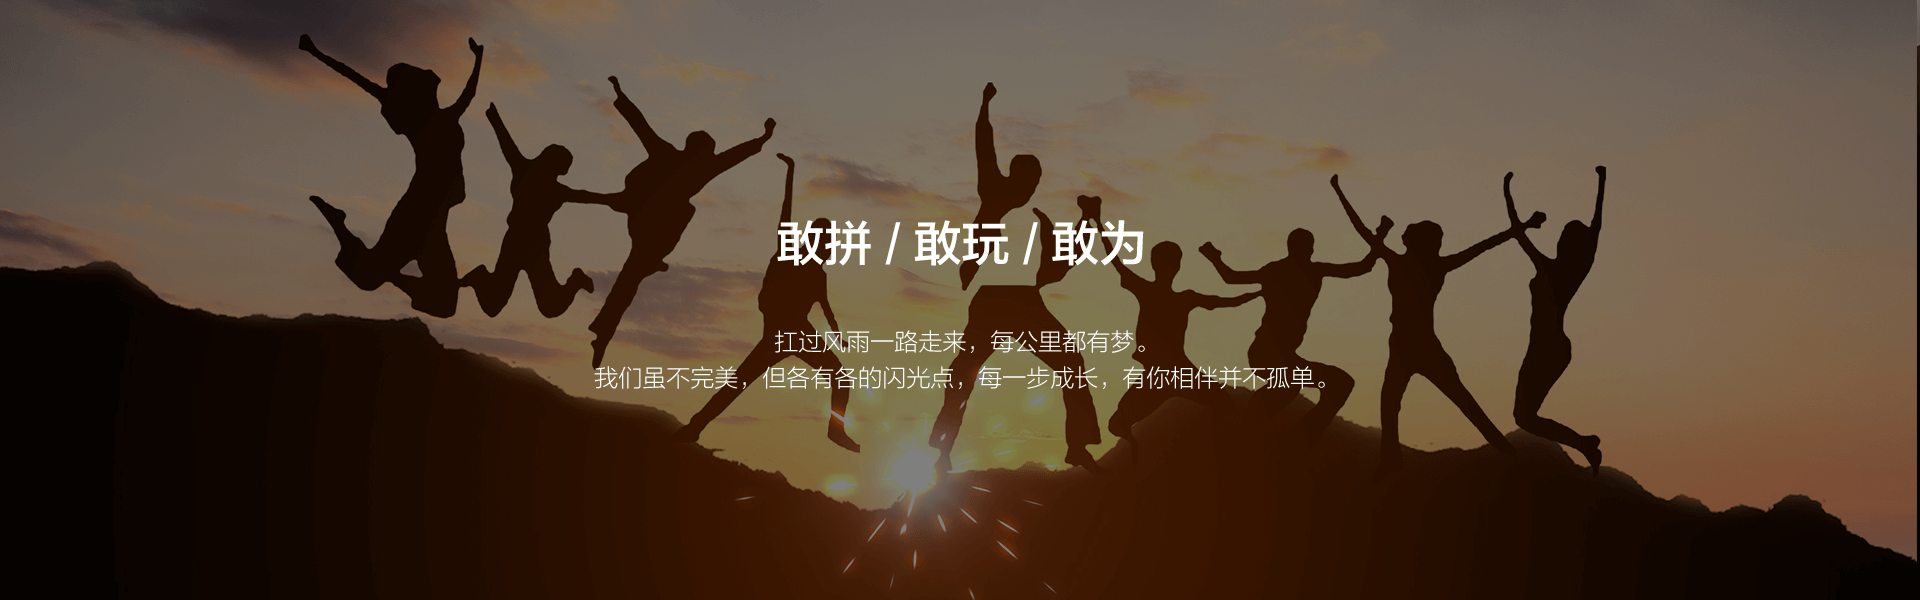 敢拼 / 敢玩 / 敢为
扛过风雨一路走来，每公里都有梦。
我们虽不完美，但各有各的闪光点，每一步成长，有你相伴并不孤单。